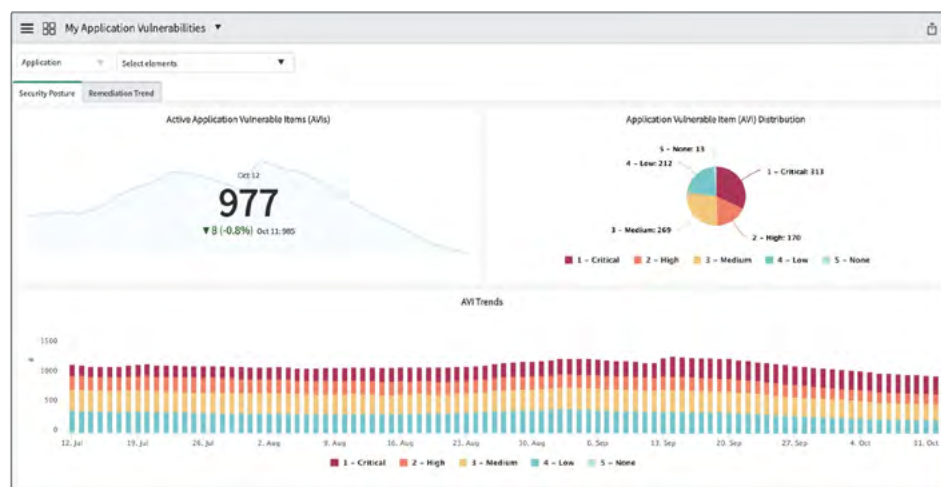 My Application Vulnerabilities
Application
Select elements
Security Posture
Remediation Trend
Active Application Vulnerable Items (AVIs)
Oct 12
977
▼ 8 (-0.8%) Oct 11: 985
Application Vulnerable Item (AVI) Distribution
5 – None: 13
4 – Low: 212
1 – Critical: 313
3 – Medium: 269
2 – High: 170
1 – Critical 2 – High 3 – Medium 4 – Low 5 – None
AVI Trends
1500
#
1000
500
0
12. Jul 19. Jul 26. Jul 2. Aug 9. Aug 16. Aug 23. Aug 30. Aug 6. Sep 13. Sep 20. Sep 27. Sep 4. Oct 11. Oct
1 – Critical 2 – High 3 – Medium 4 – Low 5 – None